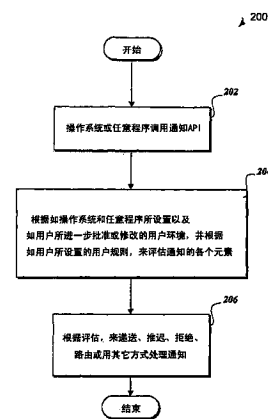 200
开始
202
操作系统或任意程序调用通知API
204
根据如操作系统和任意程序所设置以及
如用户所进一步批准或修改的用户环境,并根据
如用户所设置的用户规则,来评估通知的各个元素
206
根据评估,来递送、推迟、拒绝、
路由或用其它方式处理通知
结束